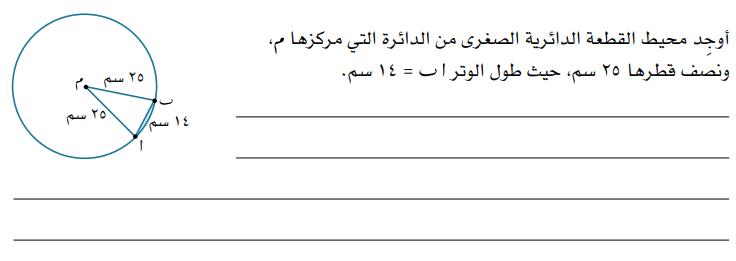 أوجِد محيط القطعة الدائرية الصغرى من الدائرة التي مركزها م،
ونصف قطرها ٢٥ سم، حيث طول الوتر ا ب = ١٤ سم.
م
٢٥ سم
ب
٢٥ سم
١٤ سم
أ